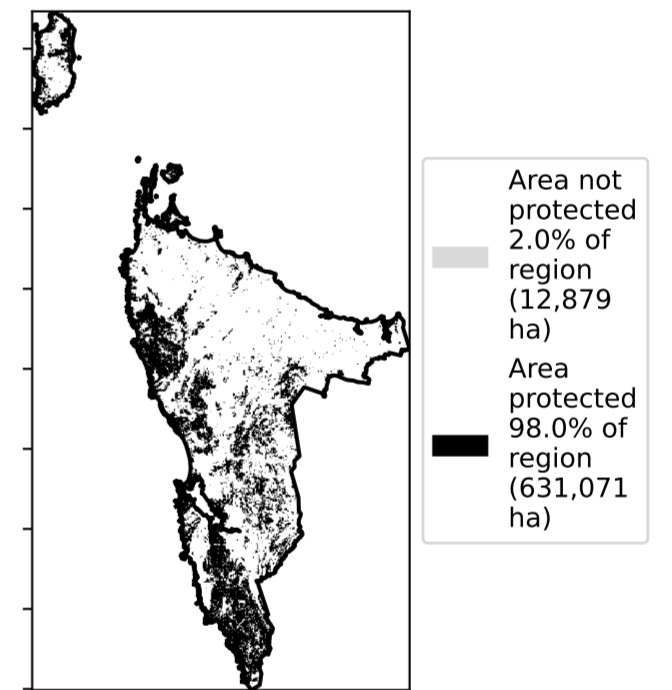 Area not
protected
2.0% of
region
(12,879
ha)
Area
protected
98.0% of
region
(631,071
ha)